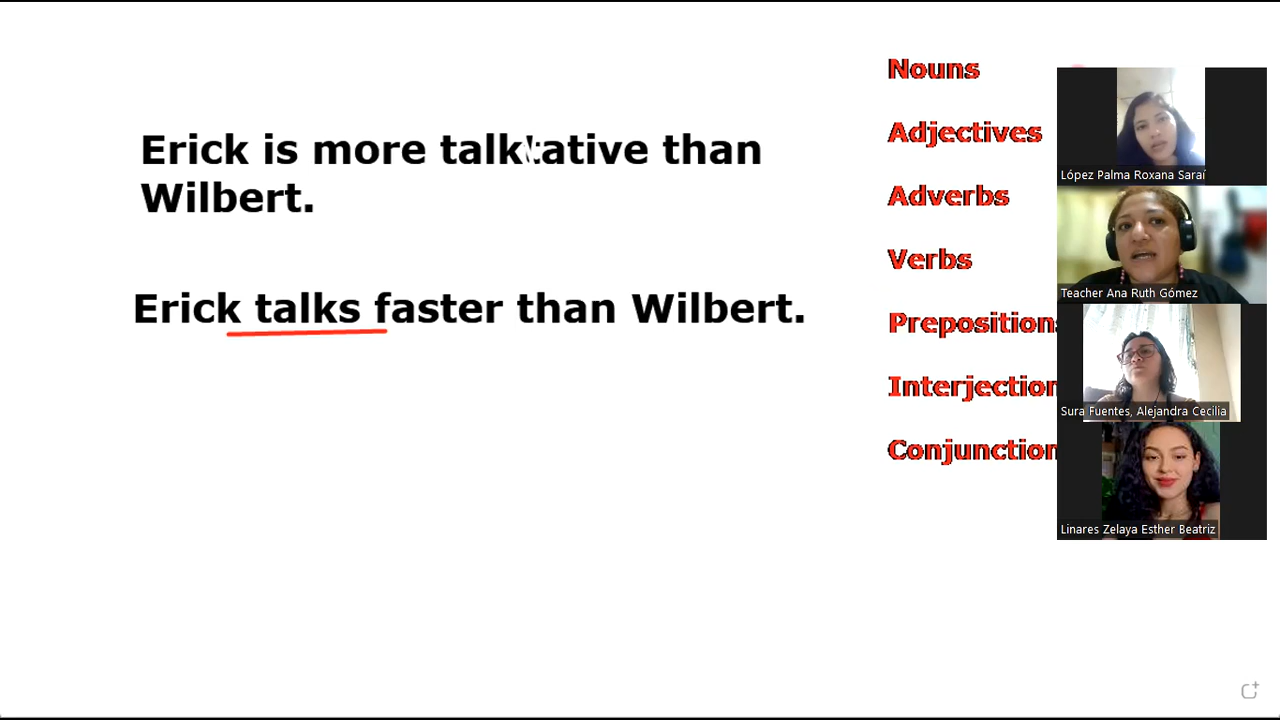 Erick is more talkative than
Wilbert.
Erick talks faster than Wilbert.
Nouns
Adjectives
Adverbs
Verbs
Preposition
Interjection
Conjunction
López Palma Roxana Saraí
Teacher Ana Ruth Gómez
Sura Fuentes, Alejandra Cecilia
Linares Zelaya Esther Beatriz